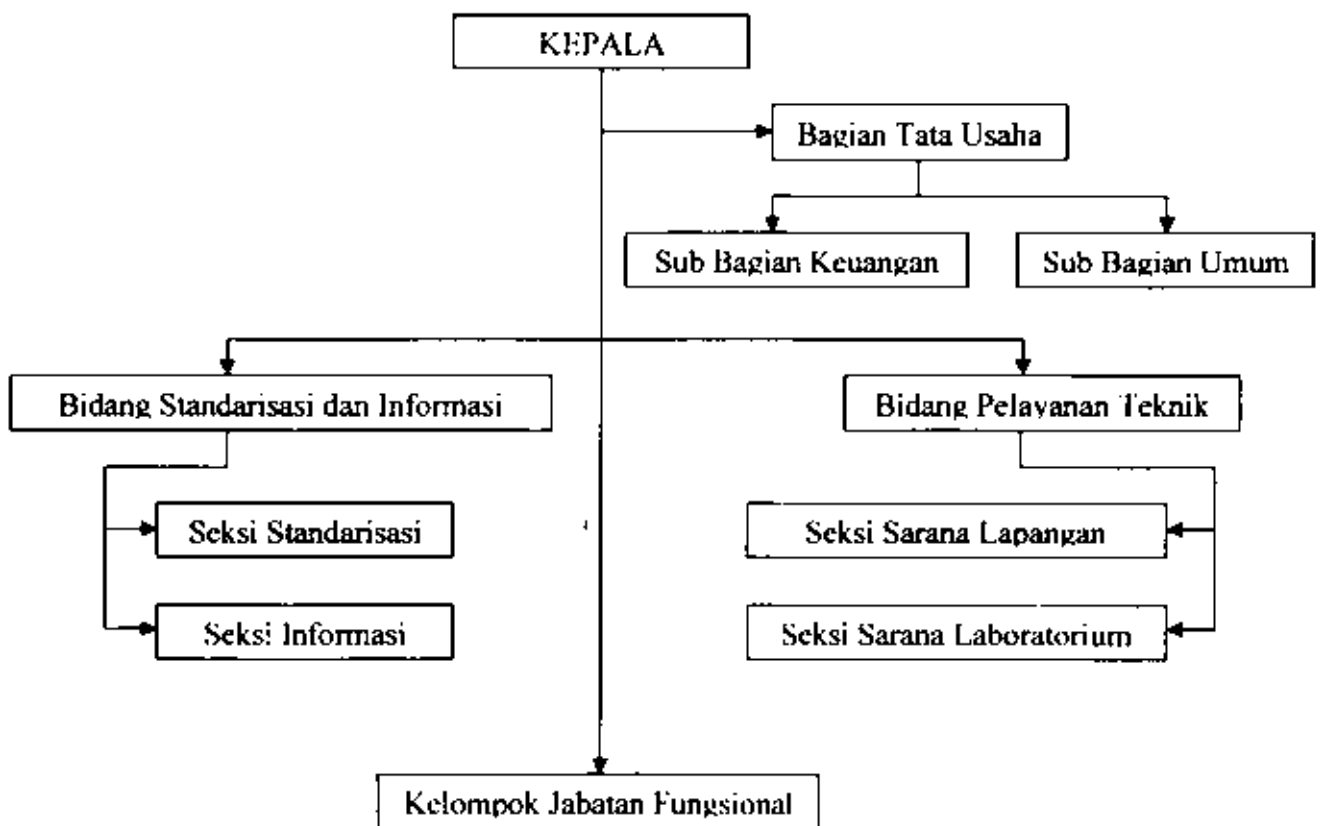 KEPALA
Bagian Tata Usaha
Sub Bagian Keuangan
Sub Bagian Umum
Bidang Standarisasi dan Informasi
Bidang Pelayanan Teknik
Seksi Standarisasi
Seksi Sarana Lapangan
Seksi Informasi
Seksi Sarana Laboratorium
Kelompok Jabatan Fungsional